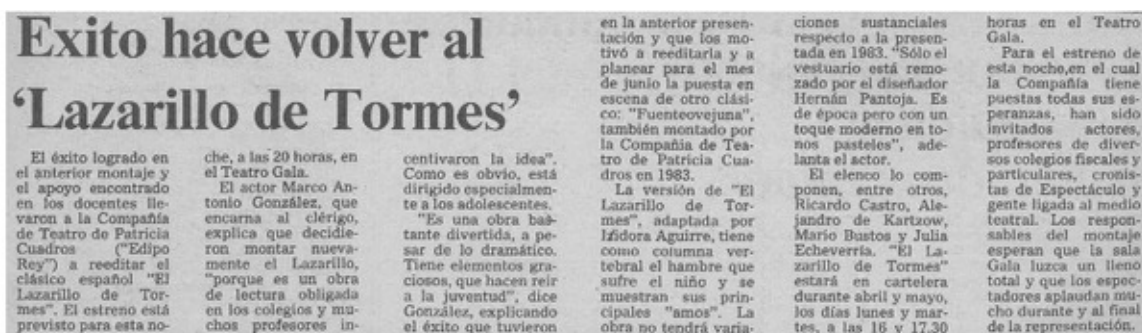 Exito hace volver al
‘Lazarillo de Tormes’
El éxito logrado en
el anterior montaje y
el apoyo encontrado
en los docentes lle-
varon a la Compañía
de Teatro de Patricia
Cuadros ("Edipo
Rey") a reeditar el
clásico español "El
Lazarillo de Tor-
mes". El estreno está
previsto para esta no-
che, a las 20 horas, en
el Teatro Gala.
El actor Marco An-
tonio González, que
encarna al clérigo,
explica que decidie-
ron montar nueva-
mente el Lazarillo,
"porque es un obra
de lectura obligada
en los colegios y mu-
chos profesores in-
centivaron la idea".
Como es obvio, está
dirigido especialmen-
te a los adolescentes.
"Es una obra bas-
tante divertida, a pe-
sar de lo dramático.
Tiene elementos gra-
ciosos, que hacen reir
a la juventud", dice
González, explicando
el éxito que tuvieron
en la anterior presen-
tación y que los mo-
tivó a reeditarla y a
planear para el mes
de junio la puesta en
escena de otro clási-
co: "Fuenteovejuna",
también montado por
la Compañía de Tea-
tro de Patricia Cua-
dros en 1983.
La versión de "El
Lazarillo de Tor-
mes", adaptada por
Isidora Aguirre, tiene
como columna ver-
tebral el hambre que
sufre el niño y se
muestran sus prin-
cipales "amos". La
obra no tendrá varia-
ciones sustanciales
respecto a la presen-
tada en 1983. "Sólo el
vestuario está remo-
zado por el diseñador
Hernán Pantoja. Es
de época pero con un
toque moderno en to-
nos pasteles", ade-
lanta el actor.
El elenco lo com-
ponen, entre otros,
Ricardo Castro, Ale-
jandro de Kartzow,
Mario Bustos y Julia
Echeverría. "El La-
zarillo de Tormes"
estará en cartelera
durante abril y mayo,
los días lunes y mar-
tes, a las 16 y 17.30
horas en el Teatro
Gala.
Para el estreno de
esta noche,en el cual
la Compañía tiene
puestas todas sus es-
peranzas, han sido
invitados actores,
profesores de diver-
sos colegios fiscales y
particulares, cronis-
tas de Espectáculo y
gente ligada al medio
teatral. Los respon-
sables del montaje
esperan que la sala
Gala luzca un lleno
total y que los espec-
tadores aplaudan mu-
cho durante y al final
de la representación.